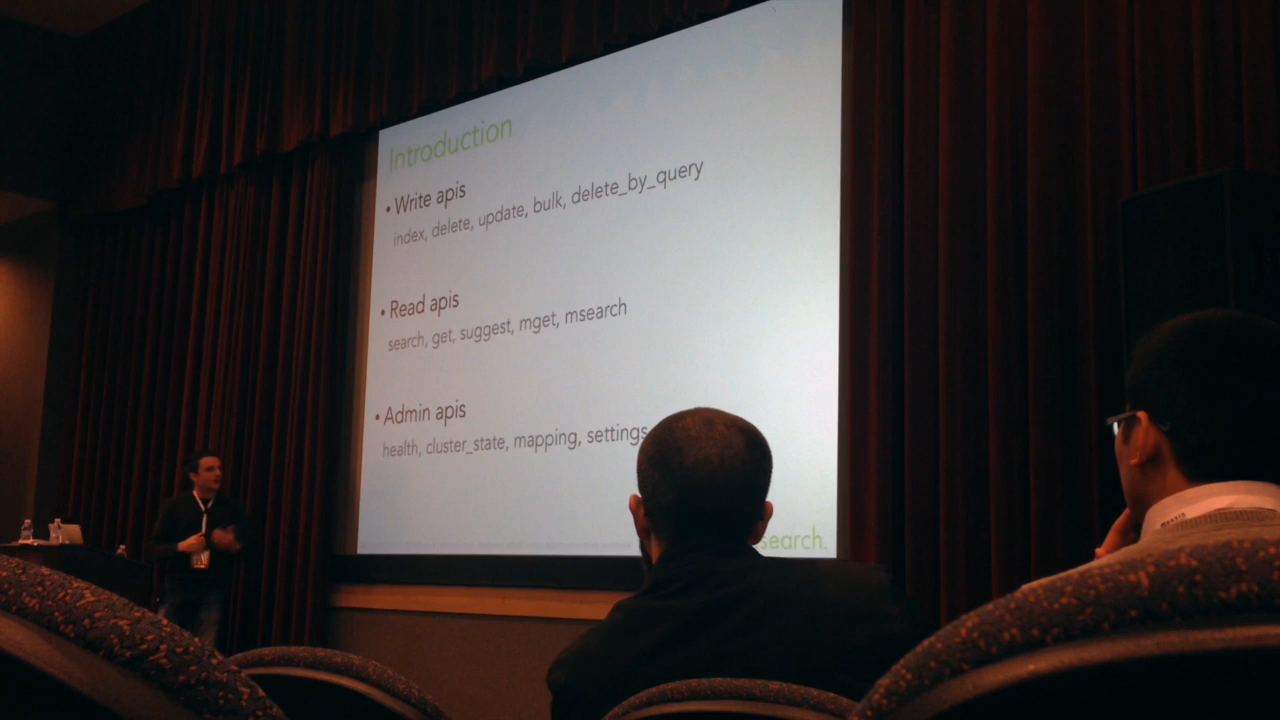 Introduction
• Write apis
index, delete, update, bulk, delete_by_query
• Read apis
search, get, suggest, mget, msearch
• Admin apis
health, cluster_state, mapping, settings
search.